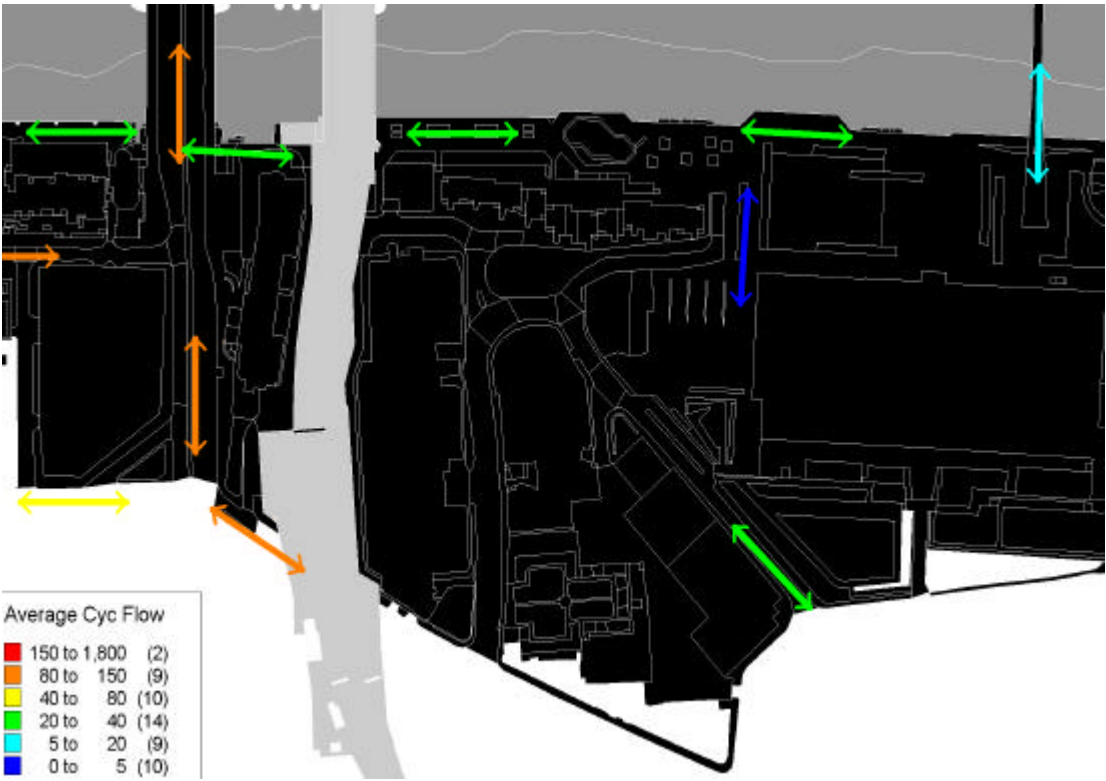 Average Cyc Flow
150 to 1,800 (2)
80 to 150 (9)
40 to 80 (10)
20 to 40 (14)
5 to 20 (9)
0 to 5 (10)